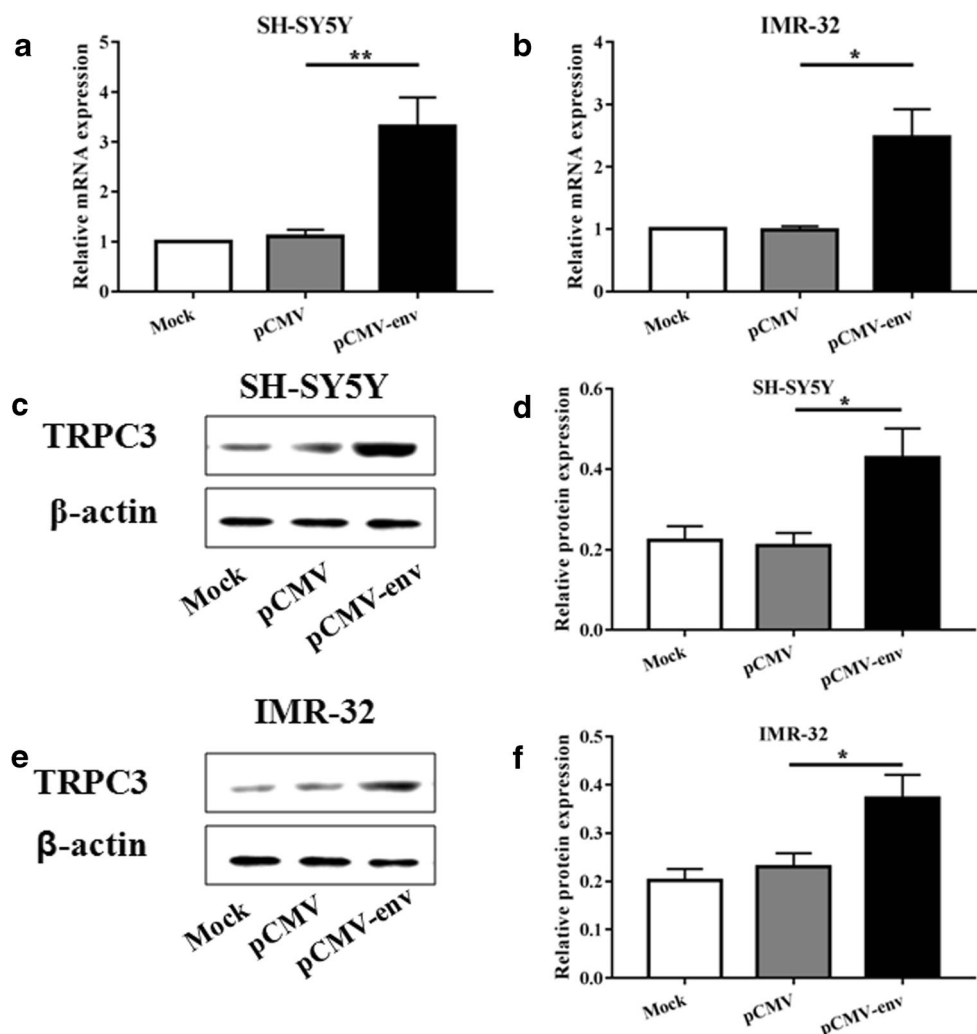 a
SH-SY5Y
Relative mRNA expression
5
4
3
2
1
0
**
Mock
pCMV
pCMV-env
b
IMR-32
Relative mRNA expression
4
3
2
1
0
*
Mock
pCMV
pCMV-env
c
SH-SY5Y
TRPC3
β-actin
Mock
pCMV
pCMV-env
d
SH-SY5Y
Relative protein expression
0.6
0.4
0.2
0.0
*
Mock
pCMV
pCMV-env
e
IMR-32
TRPC3
β-actin
Mock
pCMV
pCMV-env
f
IMR-32
Relative protein expression
0.5
0.4
0.3
0.2
0.1
0.0
*
Mock
pCMV
pCMV-env